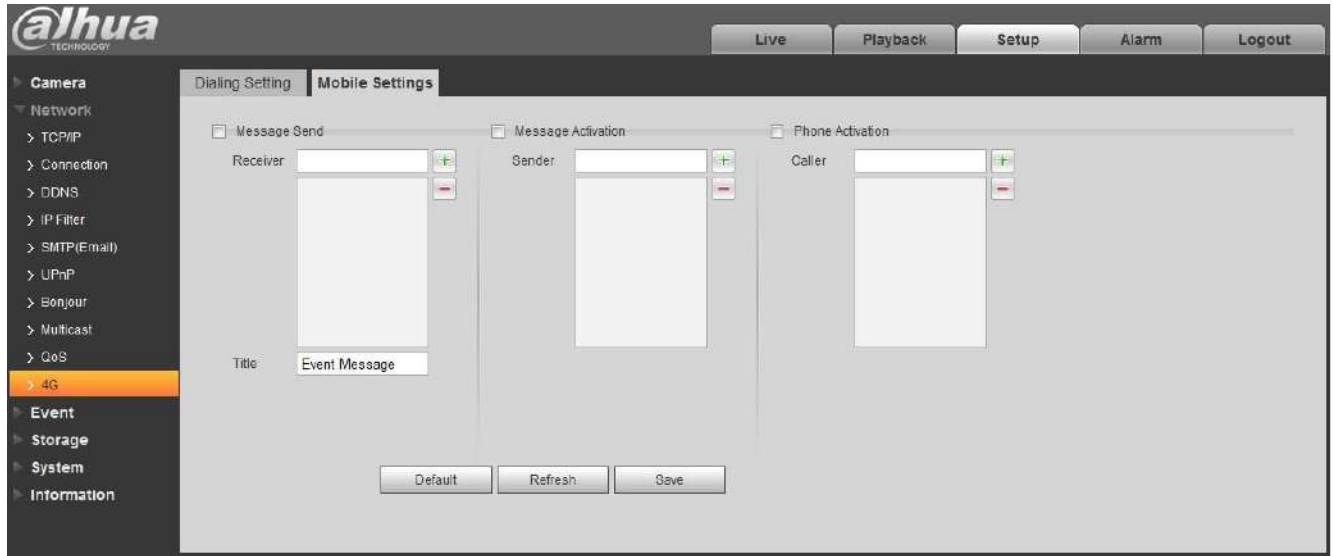 alhua
TECHNOLOGY
Live Playback Setup Alarm Logout
Camera
Network
TCP/IP
Connection
DDNS
IP Filter
SMTP(Email)
UPnP
Bonjour
Multicast
QoS
4G
Event
Storage
System
Information
Dialing Setting Mobile Settings
Message Send Message Activation Phone Activation
Receiver Sender Caller
Title Event Message
Default Refresh Save